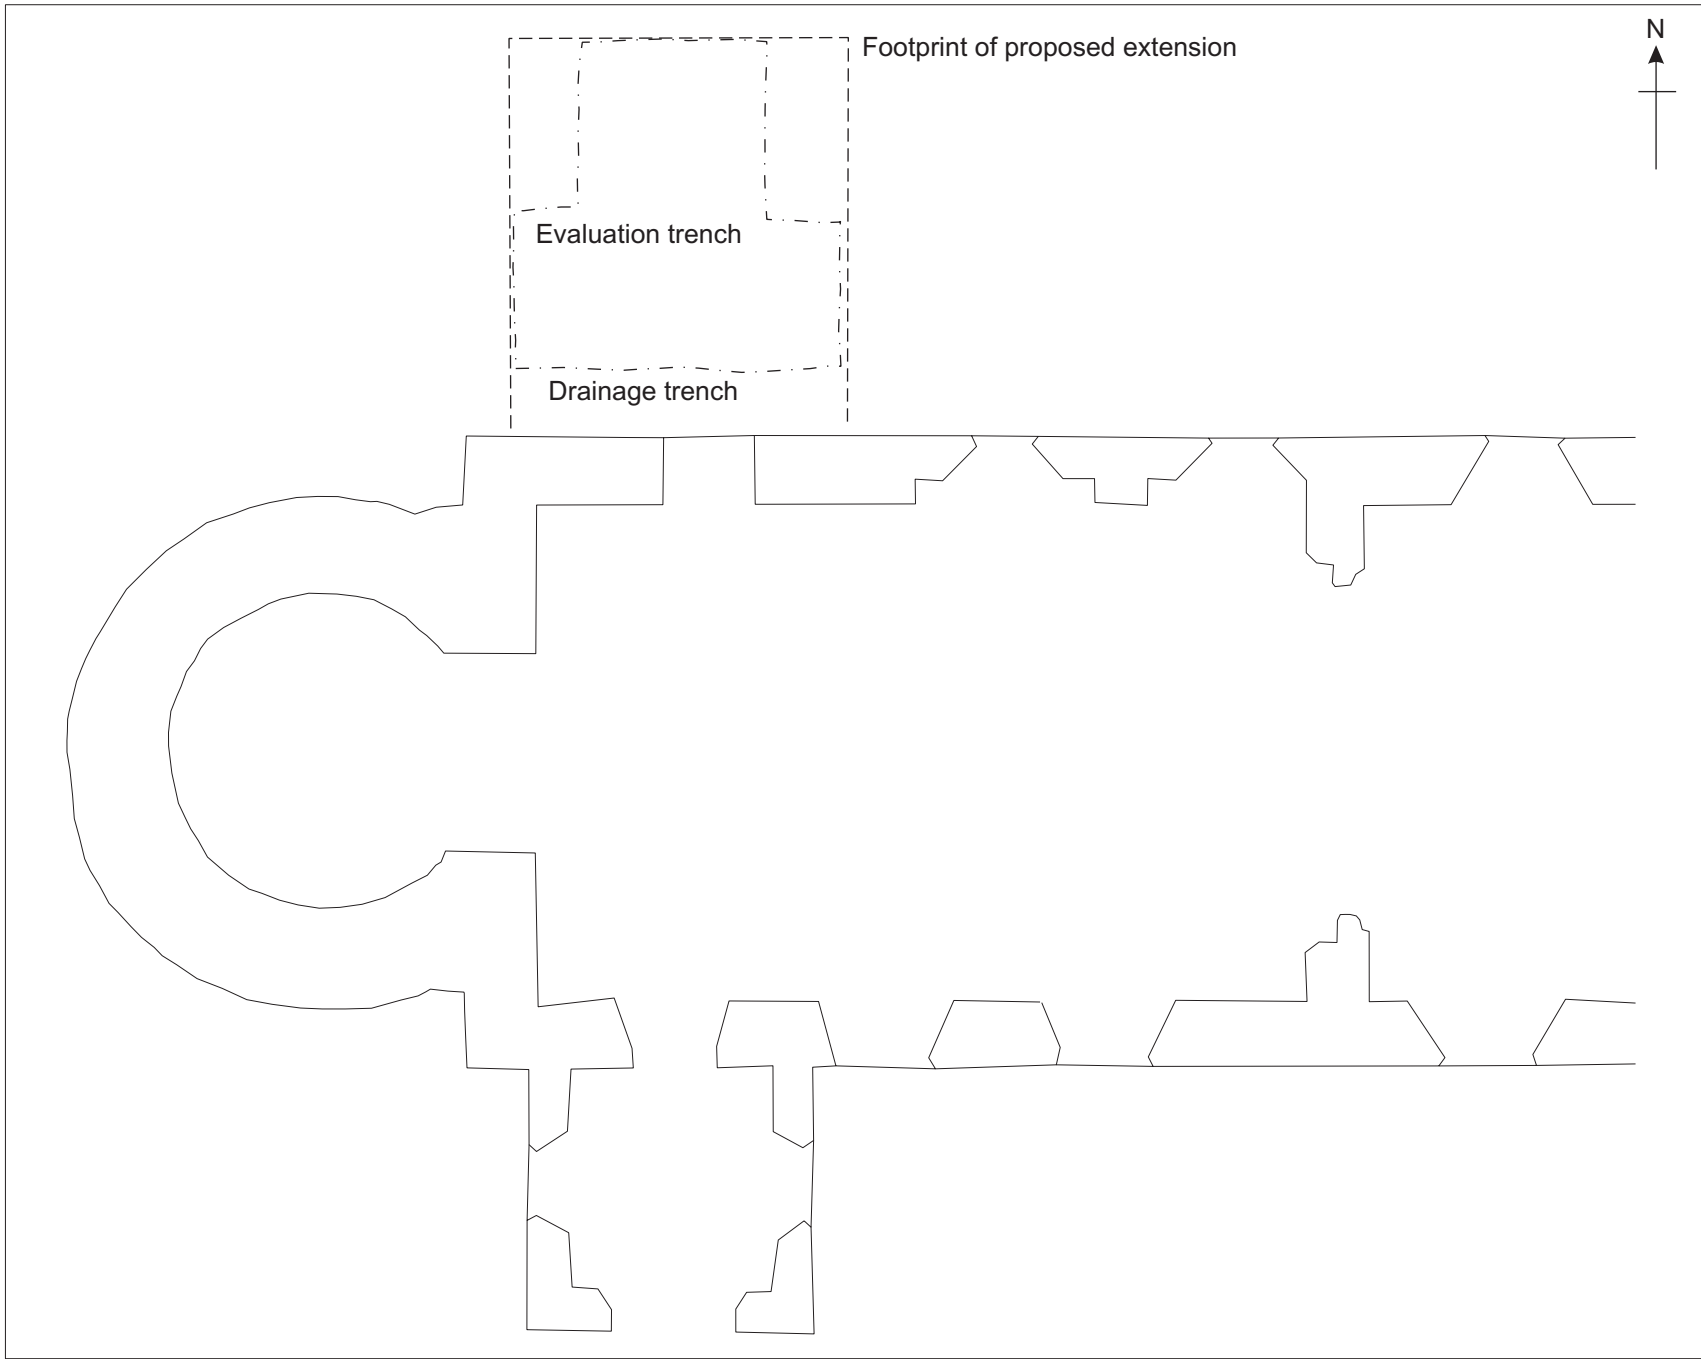 Footprint of proposed extension
N
Evaluation trench
Drainage trench